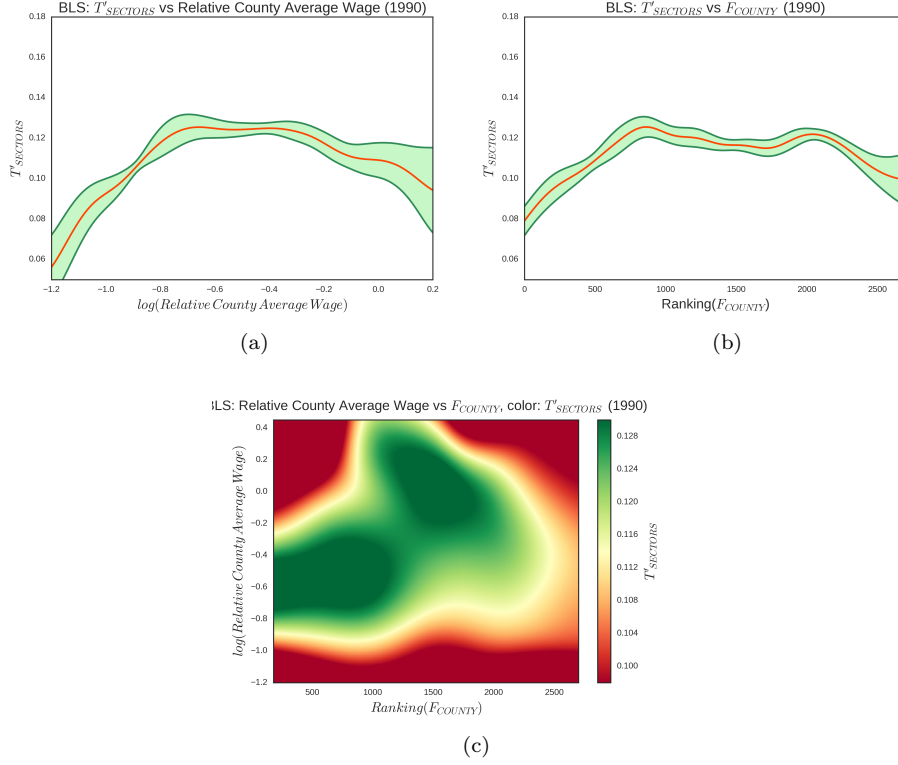 BLS: T′SECTORS vs Relative County Average Wage (1990)
0.18
0.16
0.14
0.12
0.10
0.08
0.06
T′SECTORS
−1.2 −1.0 −0.8 −0.6 −0.4 −0.2 0.0 0.2
log(Relative County Average Wage)
(a)
BLS: T′SECTORS vs FCOUNTY (1990)
0.18
0.16
0.14
0.12
0.10
0.08
0.06
T′SECTORS
0 500 1000 1500 2000 2500
Ranking(FCOUNTY)
(b)
LS: Relative County Average Wage vs FCOUNTY, color: T′SECTORS (1990)
0.4
0.2
0.0
−0.2
−0.4
−0.6
−0.8
−1.0
−1.2
log(Relative County Average Wage)
500 1000 1500 2000 2500
Ranking(FCOUNTY)
0.128
0.124
0.120
0.116
0.112
0.108
0.104
0.100
T′SECTORS
(c)